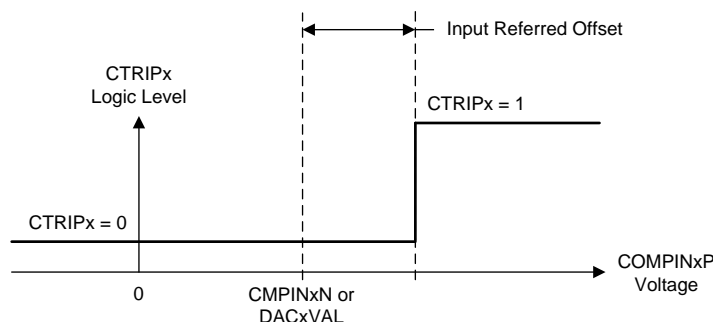 Input Referred Offset
CTRIPx
Logic Level
CTRIPx = 1
CTRIPx = 0
COMPINxP
Voltage
0
CMPINxN or
DACxVAL